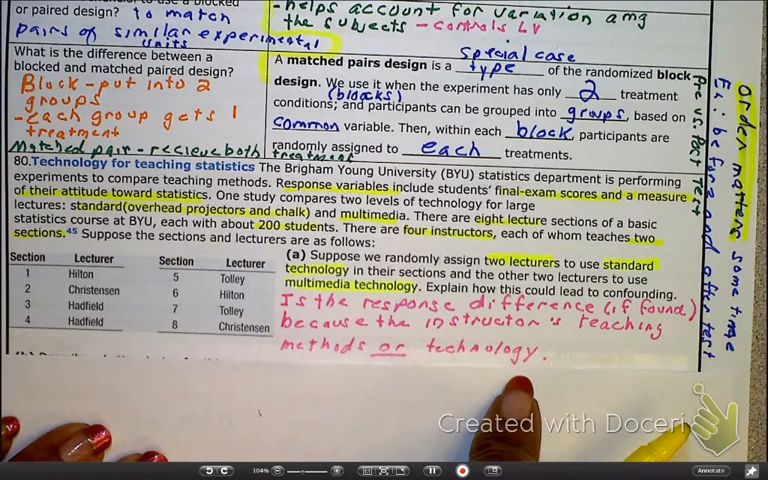 or paired design? to match
pairs of similar experimental
units
- helps account for variation amg
the subjects - controls LV
What is the difference between a
blocked and matched paired design?
Block - put into 2
groups
- each group gets 1
treatment
Matched pair - recieve both treatment
special case
A matched pairs design is a type of the randomized block
design. We use it when the experiment has only 2 treatment
(blocks)
conditions; and participants can be grouped into groups, based on
common variable. Then, within each block, participants are
randomly assigned to each treatments.
80. Technology for teaching statistics The Brigham Young University (BYU) statistics department is performing
experiments to compare teaching methods. Response variables include students' final-exam scores and a measure
of their attitude toward statistics. One study compares two levels of technology for large
lectures: standard(overhead projectors and chalk) and multimedia. There are eight lecture sections of a basic
statistics course at BYU, each with about 200 students. There are four instructors, each of whom teaches two
sections.45 Suppose the sections and lecturers are as follows:
Section Lecturer Section Lecturer
1 Hilton 5 Tolley
2 Christensen 6 Hilton
3 Hadfield 7 Tolley
4 Hadfield 8 Christensen
(a) Suppose we randomly assign two lecturers to use standard
technology in their sections and the other two lecturers to use
multimedia technology. Explain how this could lead to confounding.
Is the response difference (if found)
because the instructor's teaching
methods or technology.
Pre vs Post Test
Ex: before and after test
Order matters some time
Created with Doceri
104%
Annotate